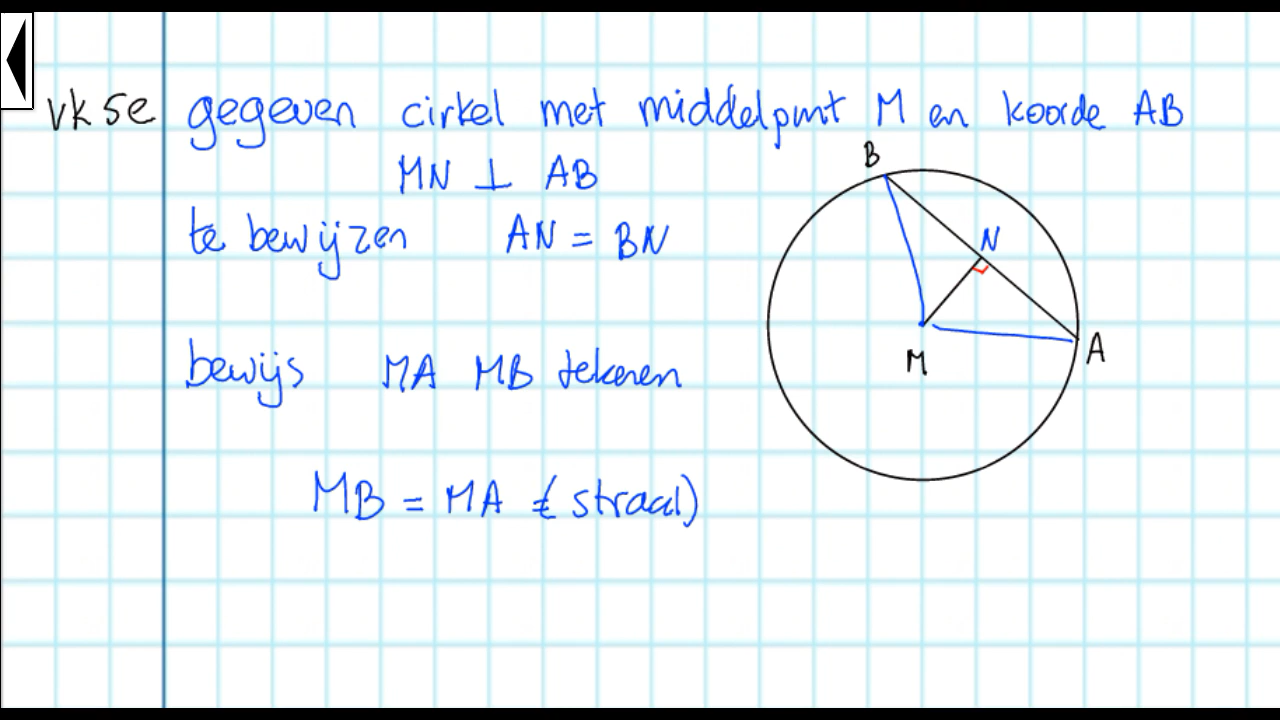 vk 5e gegeven cirkel met middelpunt M en koorde AB
MN ⊥ AB
te bewijzen AN = BN
bewijs MA MB tekenen
MB = MA (straal)
B
N
M
A